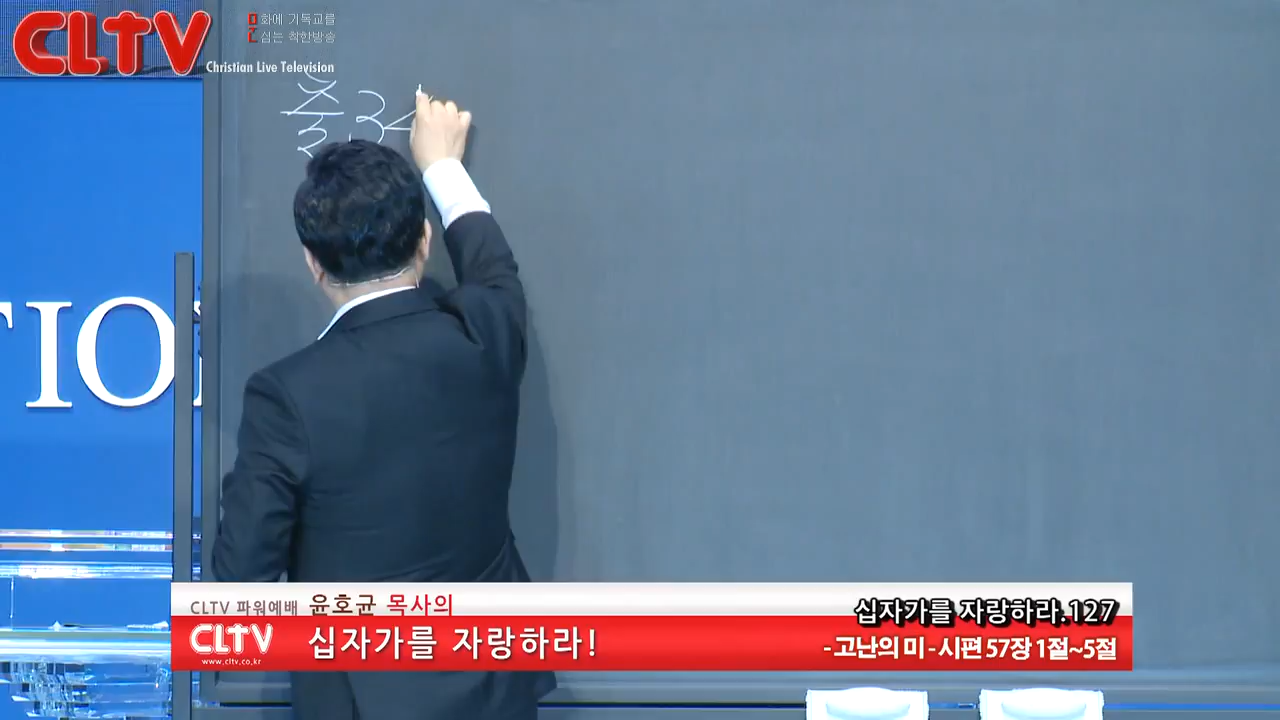 CLTV
문화에 기독교를
심는 착한방송
Christian Live Television
출 34
TIO
CLTV 파워예배 윤호균 목사의
십자가를 자랑하라.127
CLTV
www.cltv.co.kr
십자가를 자랑하라!
- 고난의 미 - 시편 57장 1절~5절